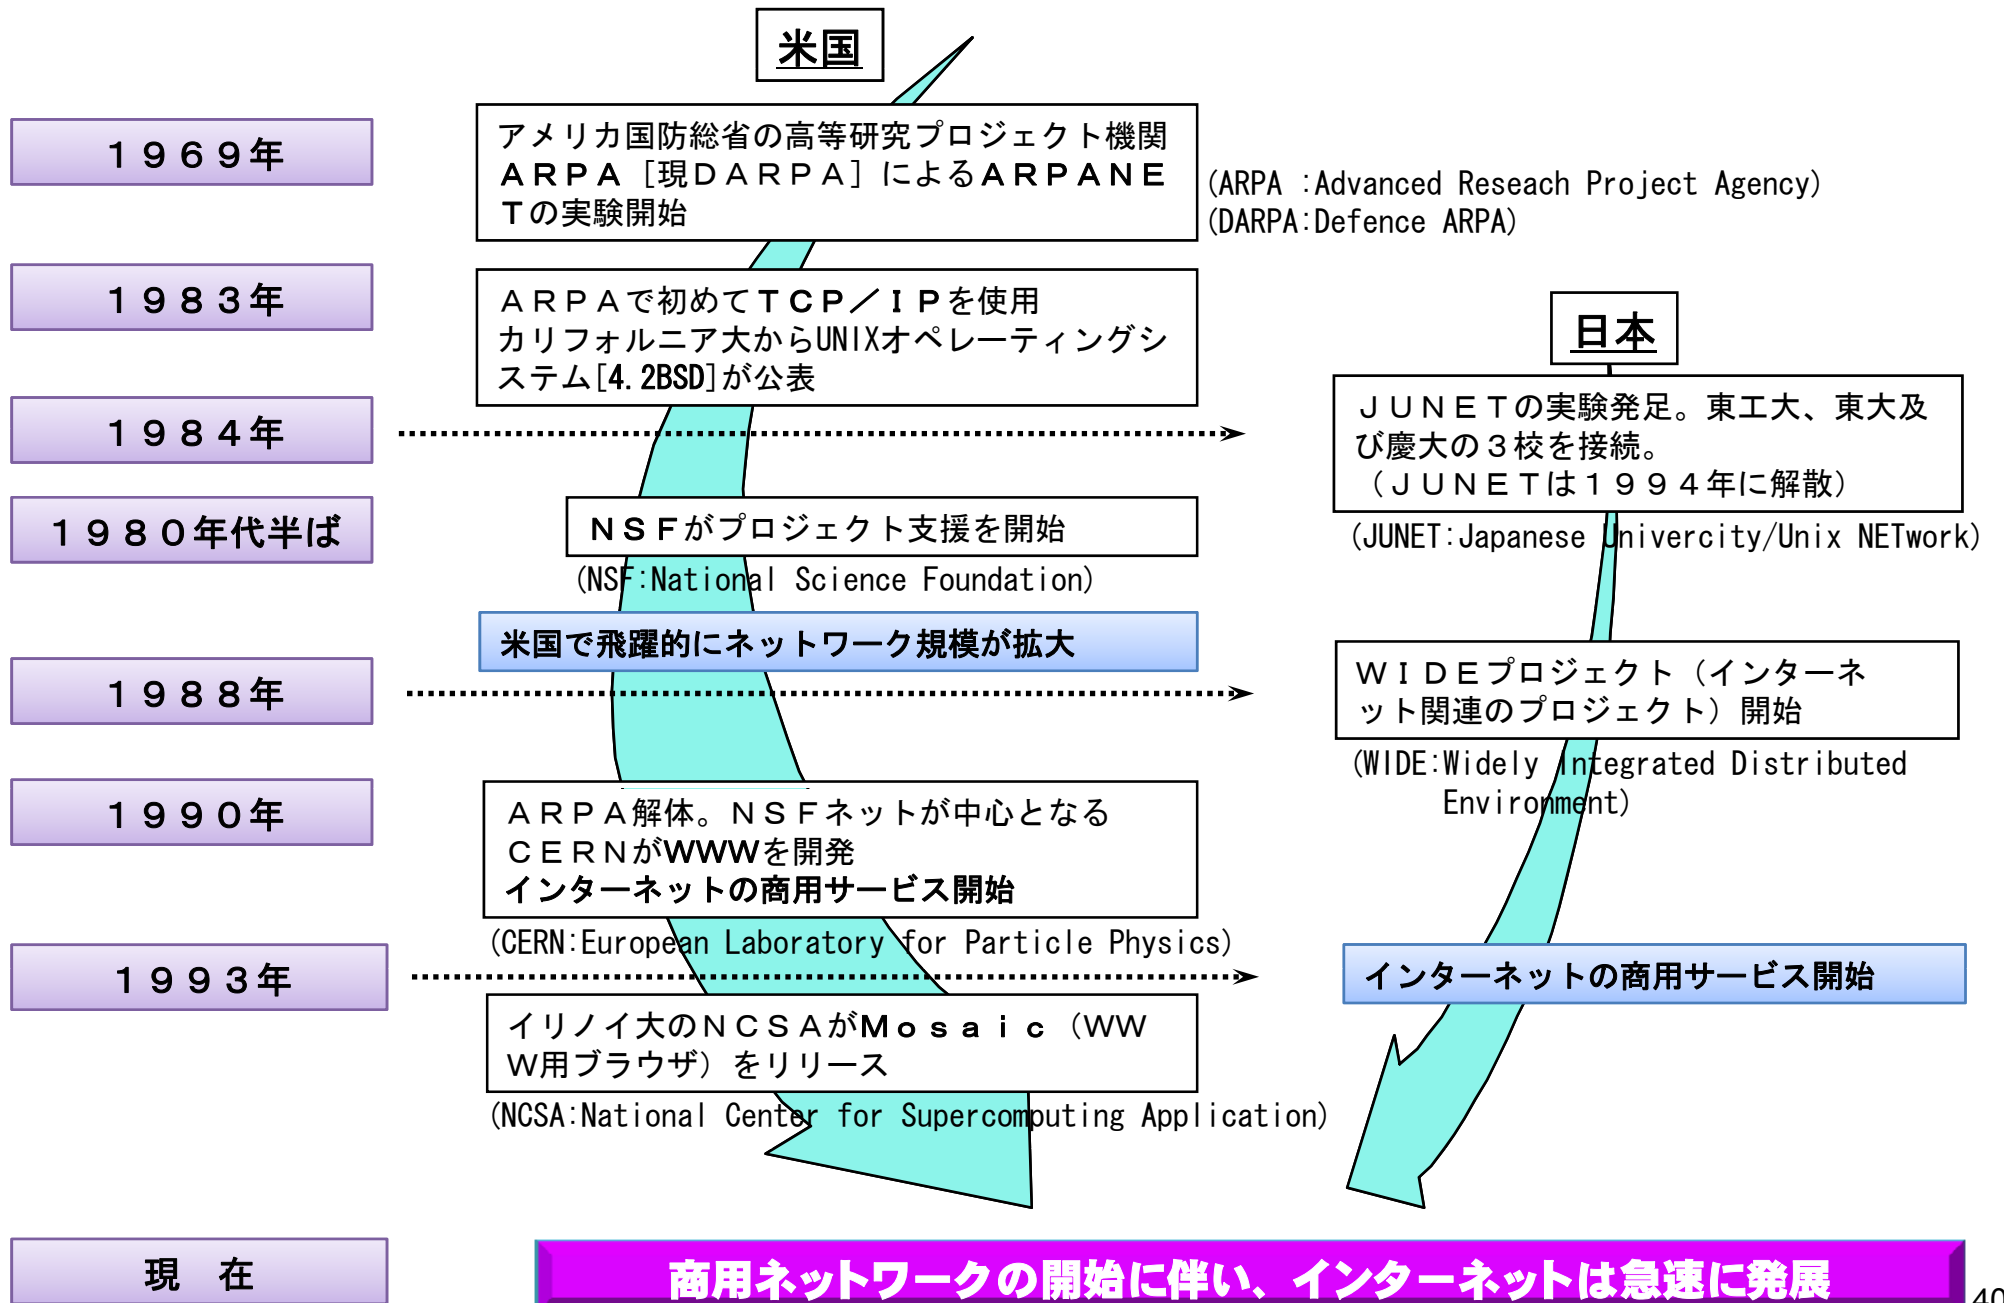 米国
１９６９年
アメリカ国防総省の高等研究プロジェクト機関
ＡＲＰＡ［現ＤＡＲＰＡ］によるＡＲＰＡＮＥ
Ｔの実験開始
(ARPA :Advanced Reseach Project Agency)
(DARPA:Defence ARPA)
１９８３年
ＡＲＰＡで初めてＴＣＰ／ＩＰを使用
カリフォルニア大からUNIXオペレーティングシ
ステム[4.2BSD]が公表
日本
１９８４年
ＪＵＮＥＴの実験発足。東工大、東大及
び慶大の３校を接続。
（ＪＵＮＥＴは１９９４年に解散）
(JUNET:Japanese Univercity/Unix NETwork)
１９８０年代半ば
ＮＳＦがプロジェクト支援を開始
(NSF:National Science Foundation)
米国で飛躍的にネットワーク規模が拡大
１９８８年
ＷＩＤＥプロジェクト（インターネ
ット関連のプロジェクト）開始
(WIDE:Widely Integrated Distributed
Environment)
１９９０年
ＡＲＰＡ解体。ＮＳＦネットが中心となる
ＣＥＲＮがWWWを開発
インターネットの商用サービス開始
(CERN:European Laboratory for Particle Physics)
１９９３年
インターネットの商用サービス開始
イリノイ大のＮＣＳＡがＭｏｓａｉｃ（WW
W用ブラウザ）をリリース
(NCSA:National Center for Supercomputing Application)
現　在
商用ネットワークの開始に伴い、インターネットは急速に発展
40